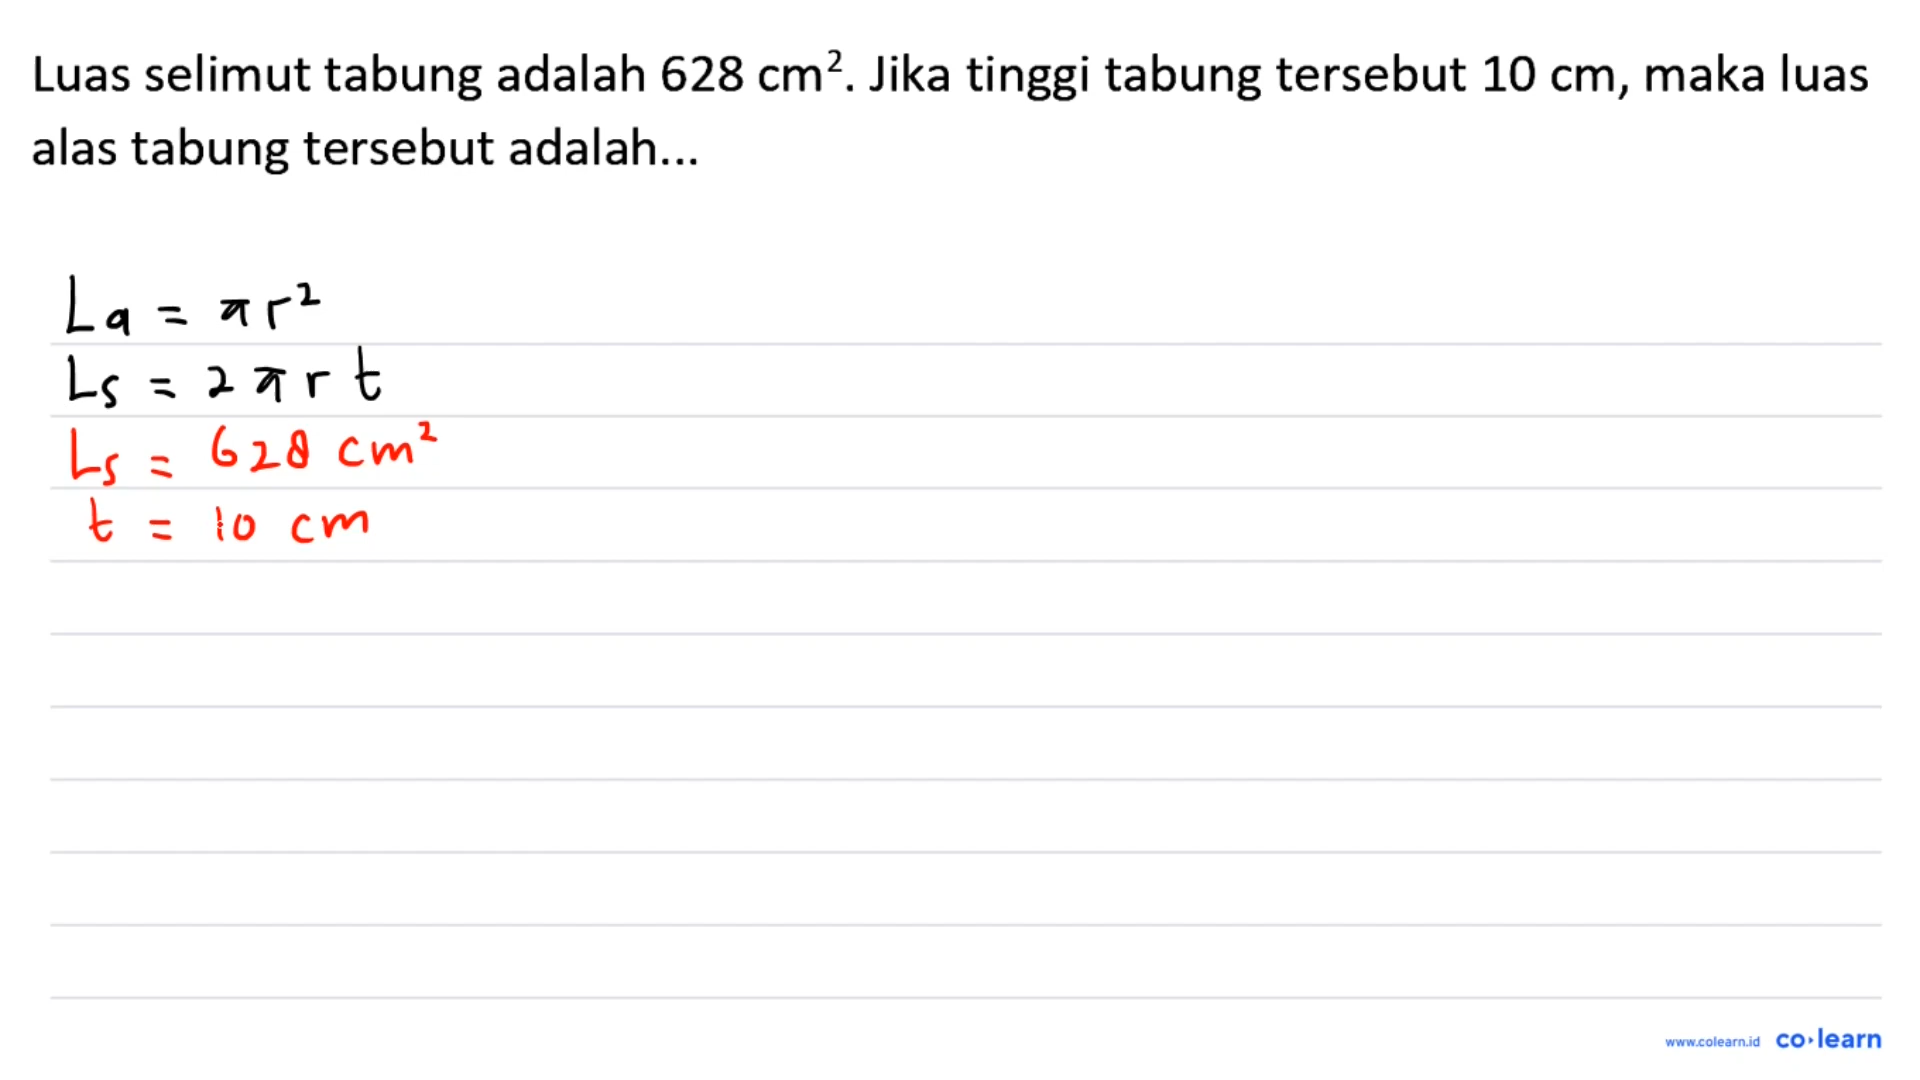 Luas selimut tabung adalah 628 cm². Jika tinggi tabung tersebut 10 cm, maka luas
alas tabung tersebut adalah...
La = πr²
Ls = 2πrt
Ls = 628 cm²
t = 10 cm
www.colearn.id co·learn